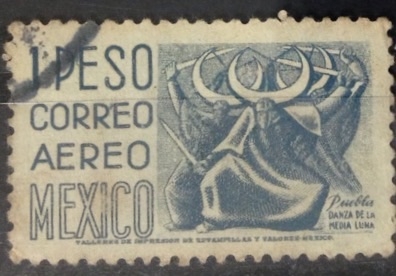 1 PESO
CORREO
AEREO
MEXICO
Puebla
DANZA DE LA
MEDIA LUNA
TALLERES DE IMPRESION DE ESTAMPILLAS Y VALORES-MEXICO.